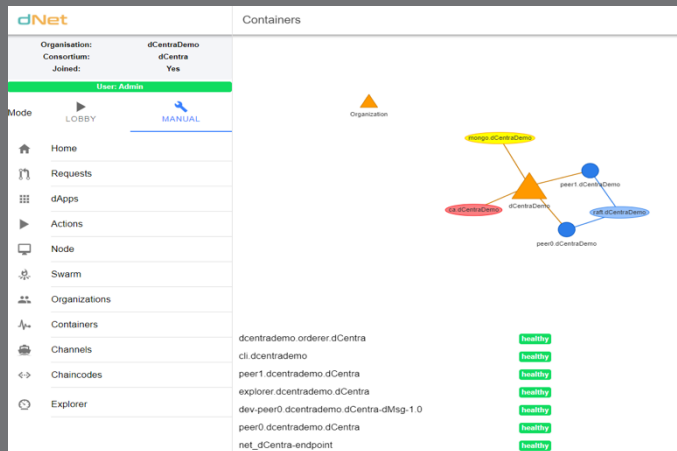 dNet
Containers
Organisation: dCentraDemo
Consortium: dCentra
Joined: Yes
User: Admin
Mode
LOBBY
MANUAL
Home
Requests
dApps
Actions
Node
Swarm
Organizations
Containers
Channels
Chaincodes
Explorer
Organization
mongo.dCentraDemo
peer1.dCentraDemo
ca.dCentraDemo
dCentraDemo
peer0.dCentraDemo
dcentrademo.orderer.dCentra healthy
cli.dcentrademo healthy
peer1.dcentrademo.dCentra healthy
explorer.dcentrademo.dCentra healthy
dev-peer0.dcentrademo.dCentra-dMsg-1.0 healthy
peer0.dcentrademo.dCentra healthy
net_dCentra-endpoint healthy